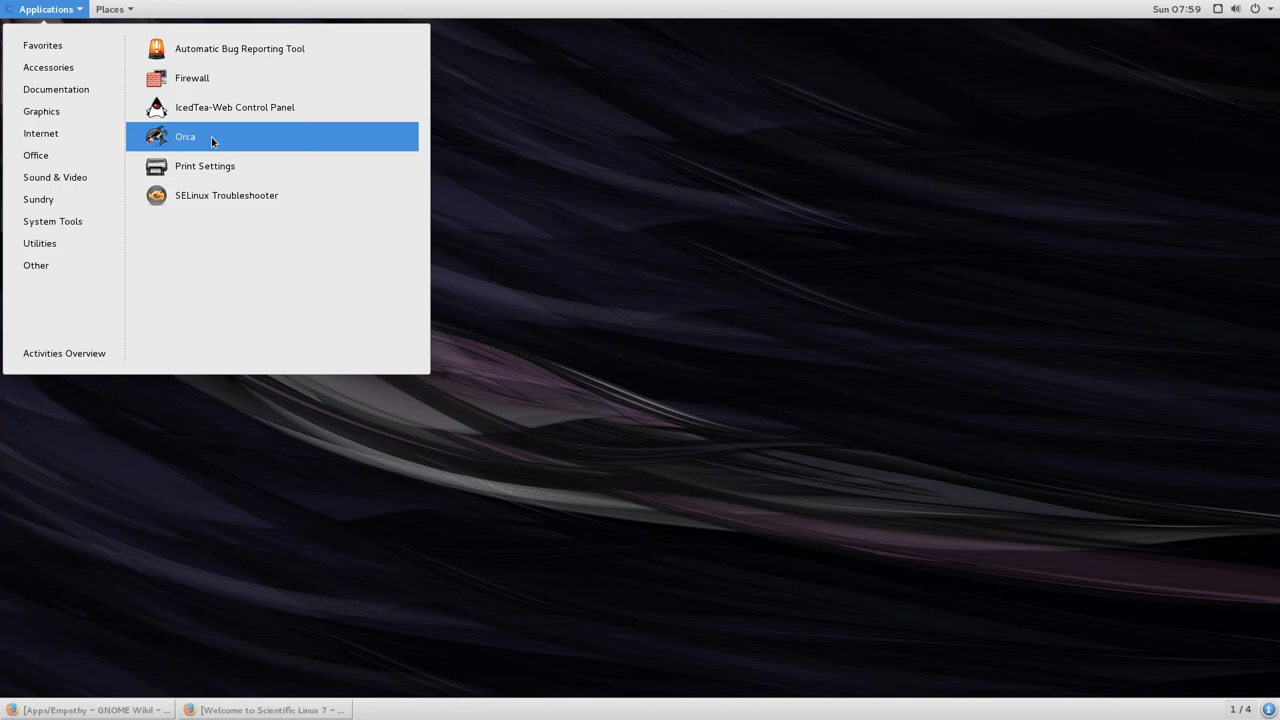 Applications Places Sun 07:59
Favorites
Accessories
Documentation
Graphics
Internet
Office
Sound & Video
Sundry
System Tools
Utilities
Other
Activities Overview
Automatic Bug Reporting Tool
Firewall
IcedTea-Web Control Panel
Orca
Print Settings
SELinux Troubleshooter
[Apps/Empathy – GNOME Wiki! – ... [Welcome to Scientific Linux 7 – ... 1 / 4